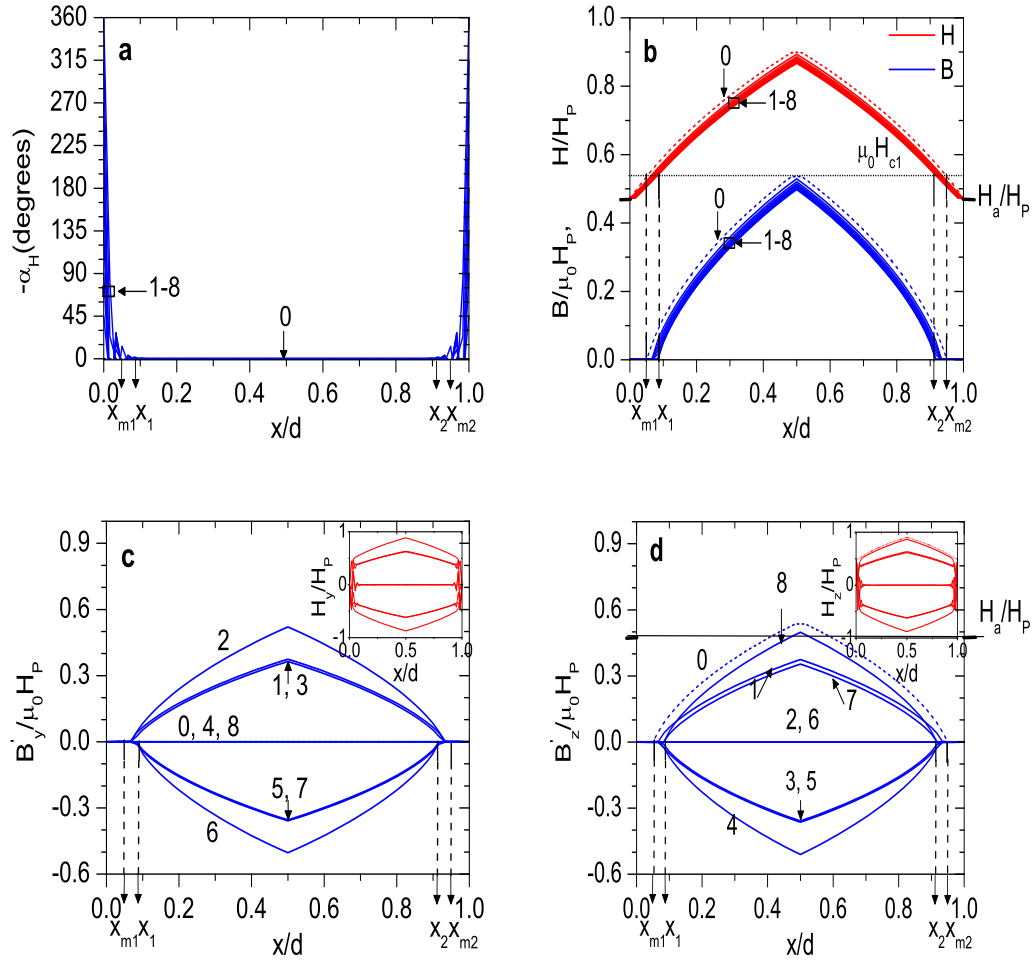 a
-α_H(degrees)
360
315
270
225
180
135
90
45
0
1-8
0
0.0 0.2 0.4 0.6 0.8 1.0
x_m1 x_1 x_2 x_m2
x/d
b
B/μ_0H_P, H/H_P
1.0
0.8
0.6
0.4
0.2
0.0
0
1-8
H
B
μ_0H_c1
0
1-8
H_a/H_P
0.0 0.2 0.4 0.6 0.8 1.0
x_m1 x_1 x_2 x_m2
x/d
c
B'_y/μ_0H_P
0.9
0.6
0.3
0.0
-0.3
-0.6
2
1, 3
0, 4, 8
5, 7
6
H_y/H_P
1
0
-1
0.0 0.5 1.0
x/d
0.0 0.2 0.4 0.6 0.8 1.0
x_m1 x_1 x_2 x_m2
x/d
d
B'_z/μ_0H_P
0.9
0.6
0.3
0.0
-0.3
-0.6
8
0
1
7
2, 6
3, 5
4
H_z/H_P
1
0
-1
0.0 0.5 1.0
x/d
H_a/H_P
0.0 0.2 0.4 0.6 0.8 1.0
x_m1 x_1 x_2 x_m2
x/d